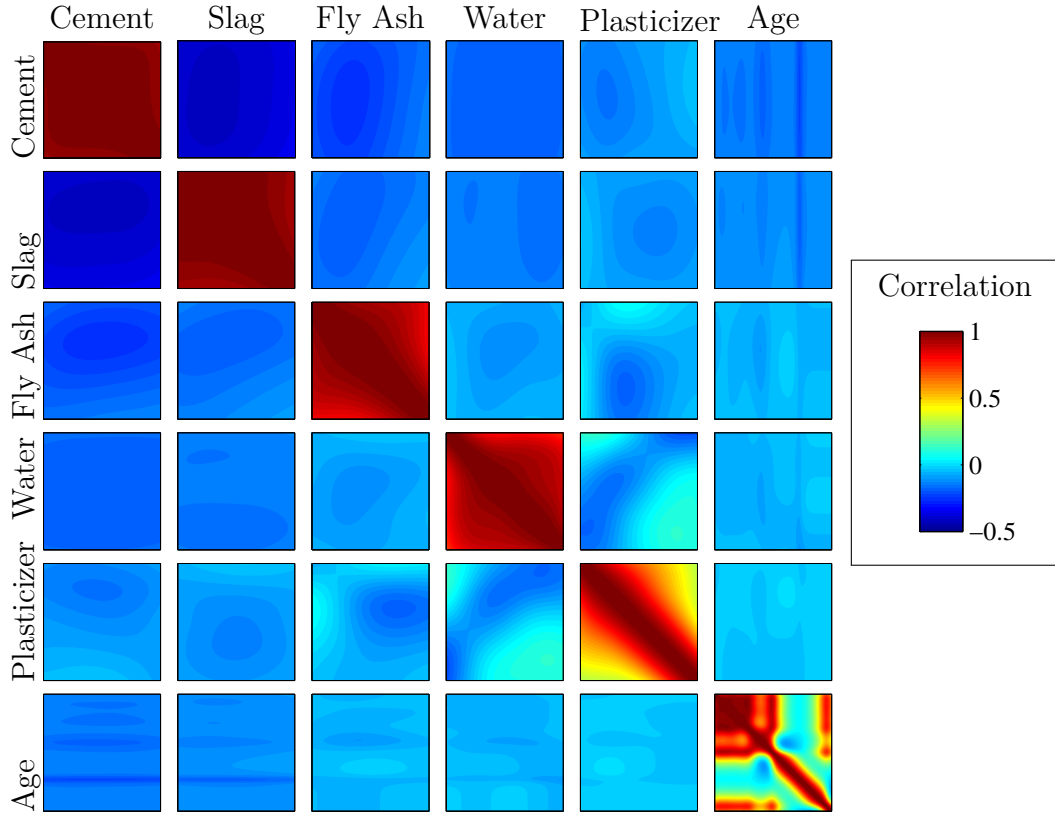 Cement Slag Fly Ash Water Plasticizer Age
Cement
Slag
Fly Ash
Water
Plasticizer
Age
Correlation
1
0.5
0
−0.5